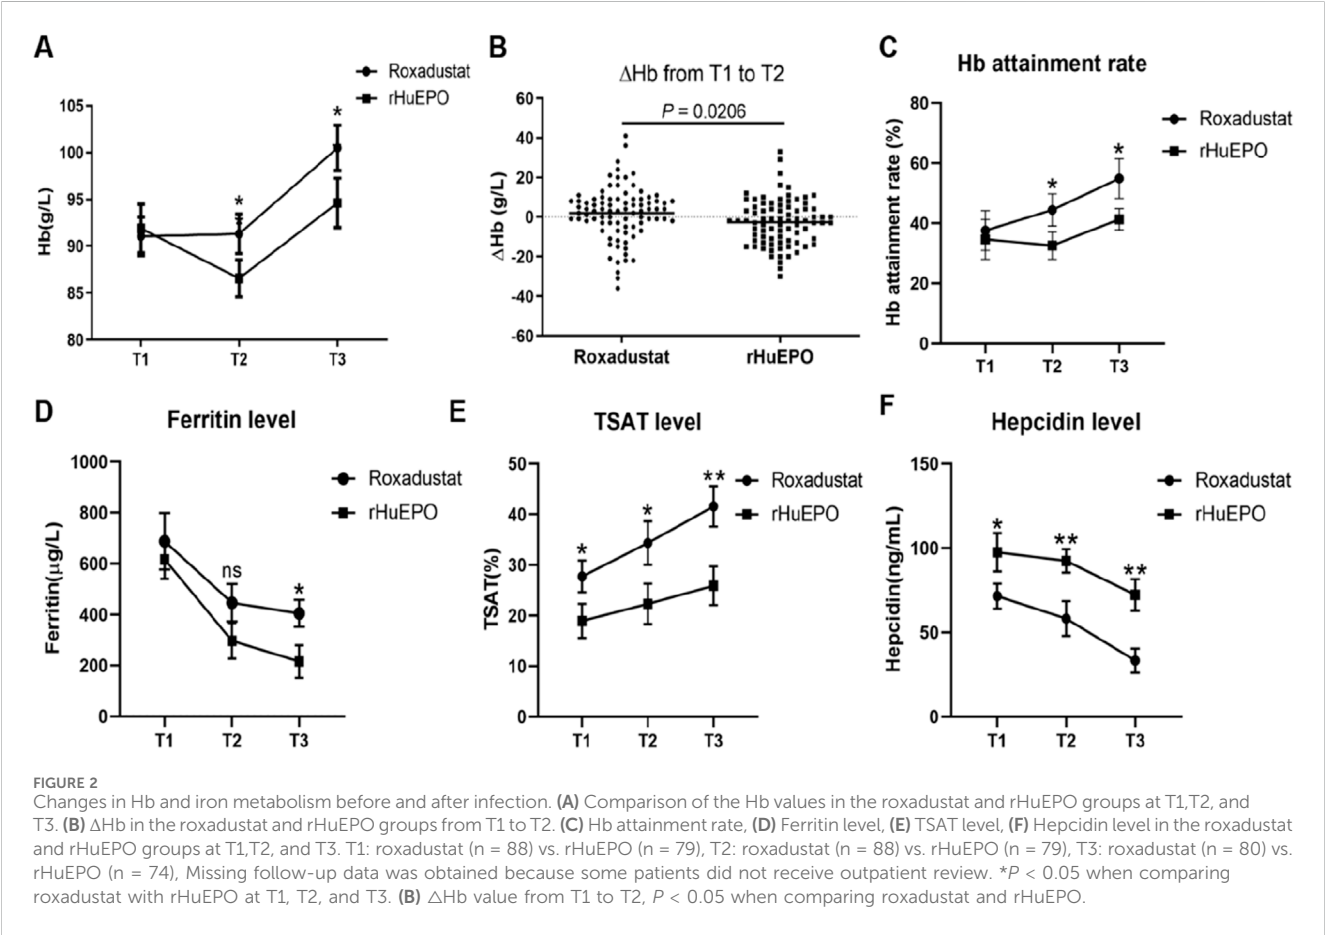 A
Roxadustat
rHuEPO
Hb(g/L)
105
100
95
90
85
80
*
*
T1
T2
T3
B
ΔHb from T1 to T2
P = 0.0206
ΔHb (g/L)
60
40
20
0
-20
-40
-60
Roxadustat
rHuEPO
C
Hb attainment rate
Roxadustat
rHuEPO
Hb attainment rate (%)
80
60
40
20
0
*
*
T1
T2
T3
D
Ferritin level
Roxadustat
rHuEPO
Ferritin(μg/L)
1000
800
600
400
200
0
ns
*
T1
T2
T3
E
TSAT level
Roxadustat
rHuEPO
TSAT(%)
50
40
30
20
10
0
*
*
**
T1
T2
T3
F
Hepcidin level
Roxadustat
rHuEPO
Hepcidin(ng/mL)
150
100
50
0
*
**
**
T1
T2
T3
FIGURE 2
Changes in Hb and iron metabolism before and after infection. (A) Comparison of the Hb values in the roxadustat and rHuEPO groups at T1,T2, and
T3. (B) ΔHb in the roxadustat and rHuEPO groups from T1 to T2. (C) Hb attainment rate, (D) Ferritin level, (E) TSAT level, (F) Hepcidin level in the roxadustat
and rHuEPO groups at T1,T2, and T3. T1: roxadustat (n = 88) vs. rHuEPO (n = 79), T2: roxadustat (n = 88) vs. rHuEPO (n = 79), T3: roxadustat (n = 80) vs.
rHuEPO (n = 74), Missing follow-up data was obtained because some patients did not receive outpatient review. *P < 0.05 when comparing
roxadustat with rHuEPO at T1, T2, and T3. (B) △Hb value from T1 to T2, P < 0.05 when comparing roxadustat and rHuEPO.